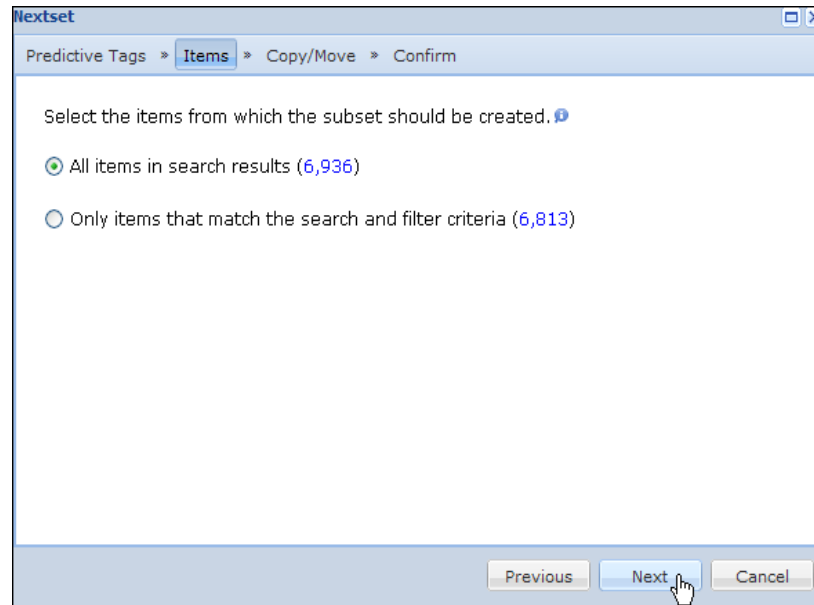 Nextset
Predictive Tags » Items » Copy/Move » Confirm
Select the items from which the subset should be created.
All items in search results (6,936)
Only items that match the search and filter criteria (6,813)
Previous Next Cancel